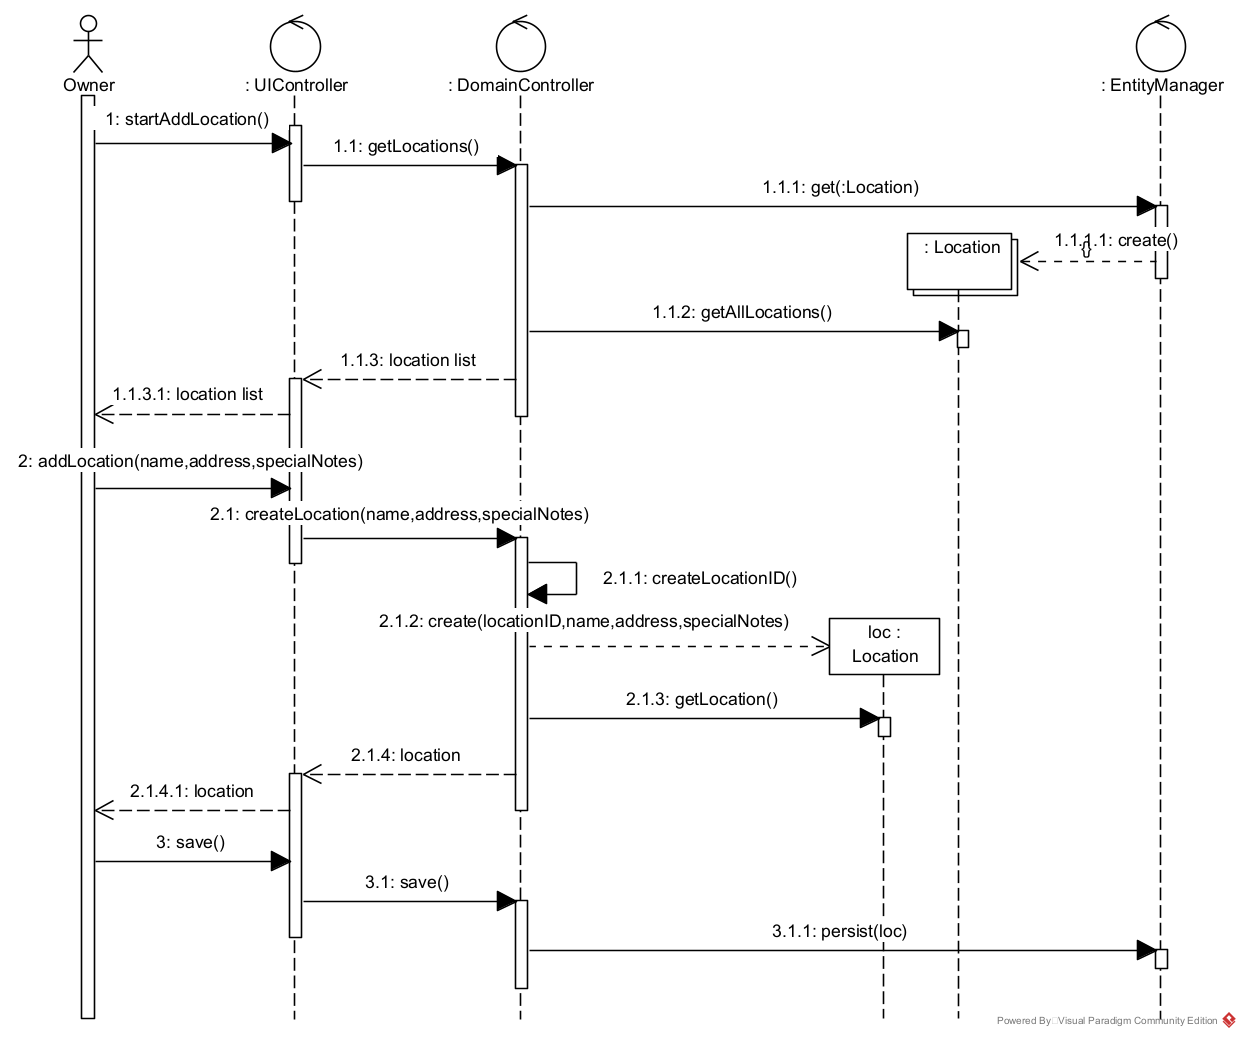 Owner
: UIController
: DomainController
: EntityManager
1: startAddLocation()
1.1: getLocations()
1.1.1: get(:Location)
1.1.1.1: create()
{}
: Location
1.1.2: getAllLocations()
1.1.3: location list
1.1.3.1: location list
2: addLocation(name,address,specialNotes)
2.1: createLocation(name,address,specialNotes)
2.1.1: createLocationID()
2.1.2: create(locationID,name,address,specialNotes)
loc :
Location
2.1.3: getLocation()
2.1.4: location
2.1.4.1: location
3: save()
3.1: save()
3.1.1: persist(loc)
Powered By Visual Paradigm Community Edition